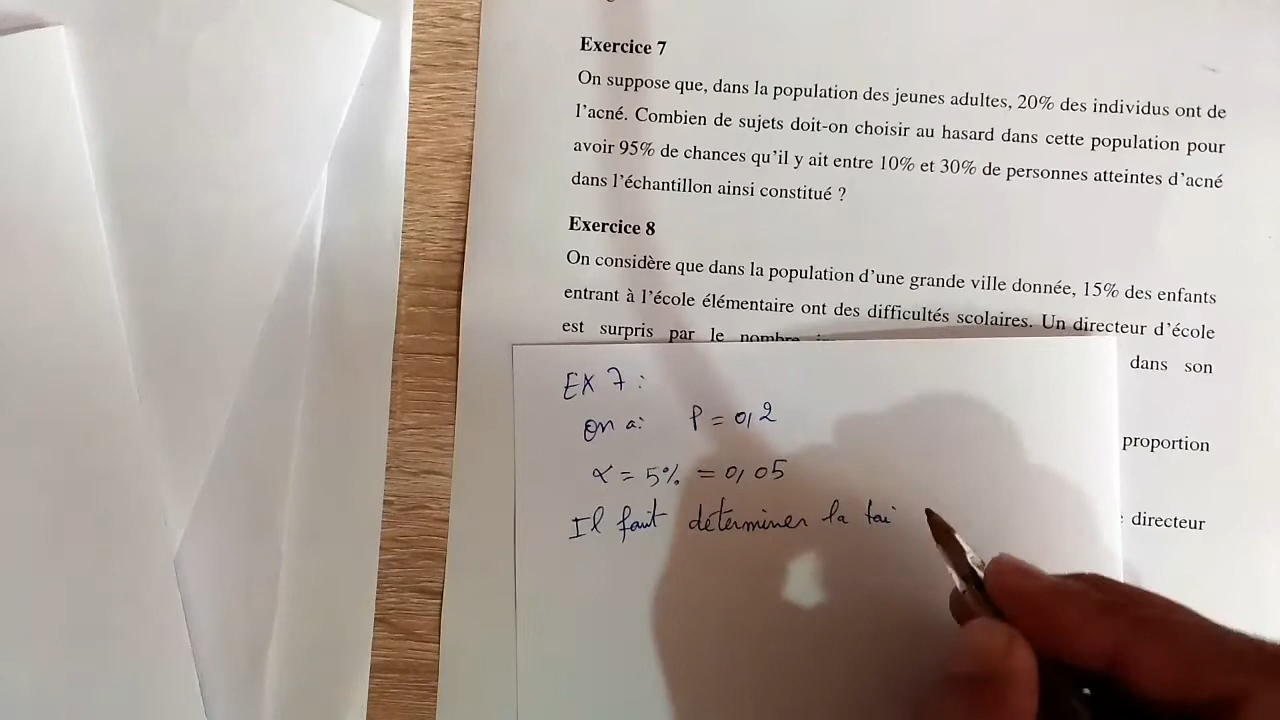 Exercice 7
On suppose que, dans la population des jeunes adultes, 20% des individus ont de
l'acné. Combien de sujets doit-on choisir au hasard dans cette population pour
avoir 95% de chances qu'il y ait entre 10% et 30% de personnes atteintes d'acné
dans l'échantillon ainsi constitué ?
Exercice 8
On considère que dans la population d'une grande ville donnée, 15% des enfants
entrant à l'école élémentaire ont des difficultés scolaires. Un directeur d'école
est surpris par le nombre
dans son
EX 7 :
on a: P = 0,2
proportion
α = 5% = 0,05
Il faut déterminer la tai
directeur